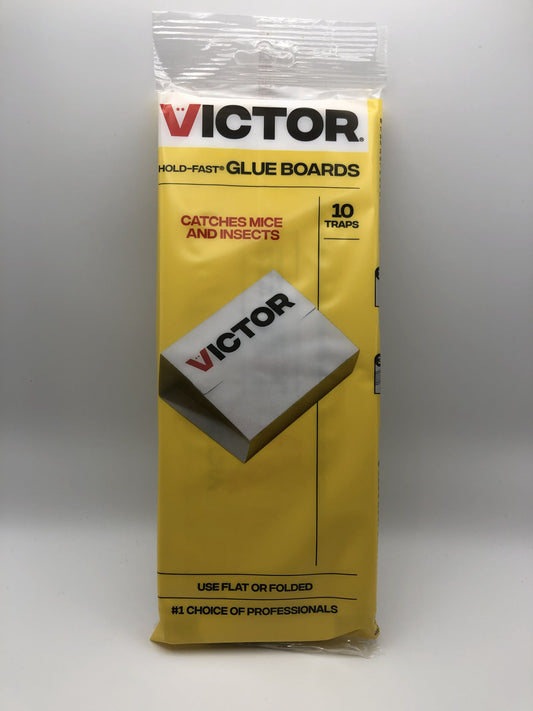 VICTOR®
HOLD-FAST® GLUE BOARDS
CATCHES MICE
AND INSECTS
10
TRAPS
VICTOR
USE FLAT OR FOLDED
#1 CHOICE OF PROFESSIONALS